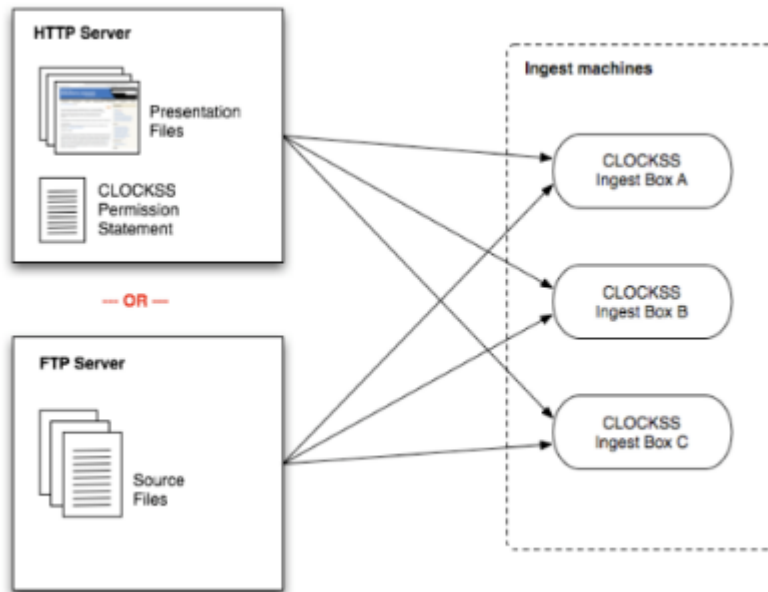 HTTP Server
Presentation
Files
CLOCKSS
Permission
Statement
— OR —
FTP Server
Source
Files
Ingest machines
CLOCKSS
Ingest Box A
CLOCKSS
Ingest Box B
CLOCKSS
Ingest Box C